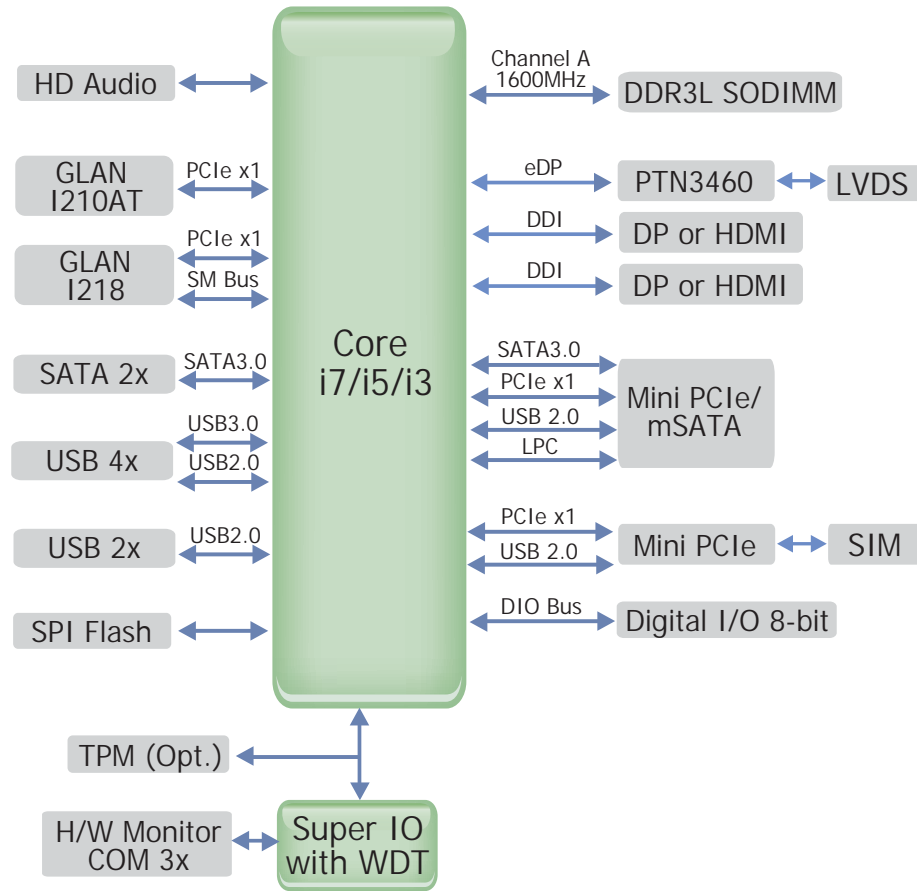 HD Audio
GLAN
I210AT
PCIe x1
GLAN
I218
PCIe x1
SM Bus
SATA 2x
SATA3.0
USB 4x
USB3.0
USB2.0
USB 2x
USB2.0
SPI Flash
Core
i7/i5/i3
Channel A
1600MHz
DDR3L SODIMM
eDP
PTN3460
LVDS
DDI
DP or HDMI
DDI
DP or HDMI
SATA3.0
PCIe x1
USB 2.0
LPC
Mini PCIe/
mSATA
PCIe x1
USB 2.0
Mini PCIe
SIM
DIO Bus
Digital I/O 8-bit
TPM (Opt.)
H/W Monitor
COM 3x
Super IO
with WDT